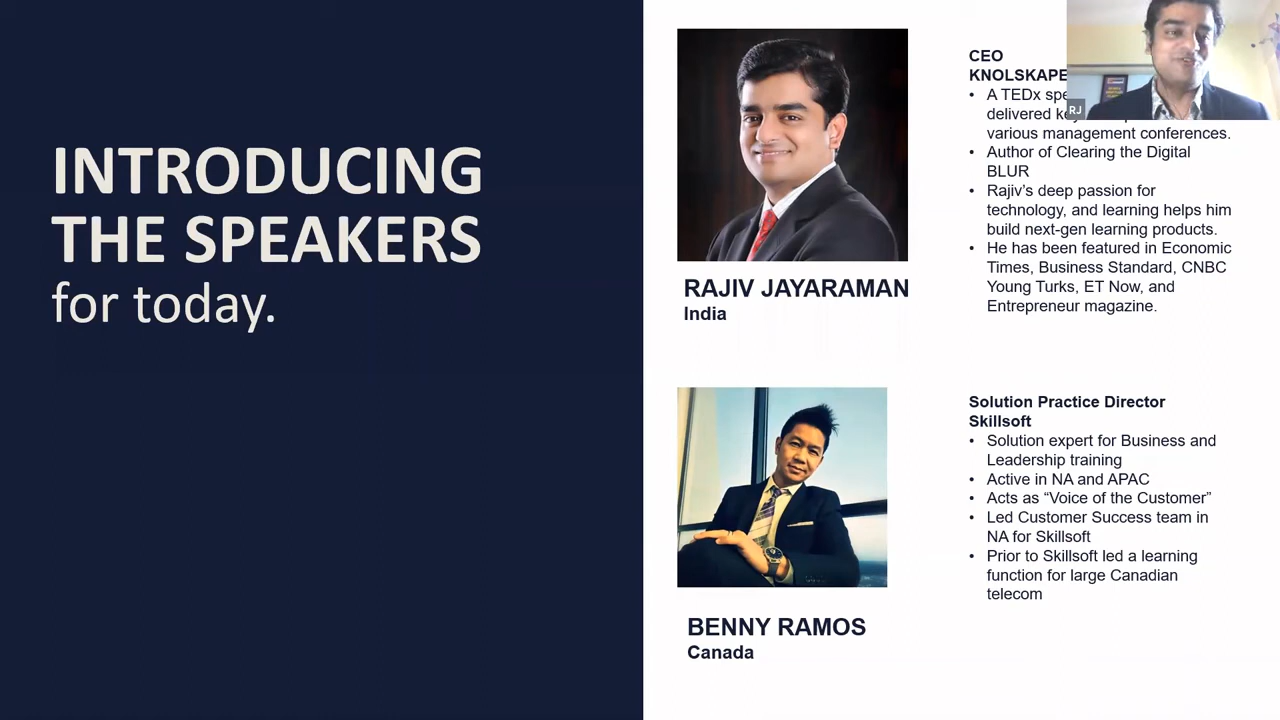 INTRODUCING
THE SPEAKERS
for today.
RAJIV JAYARAMAN
India
CEO
KNOLSKAPE
• A TEDx
delivered
various management conferences.
• Author of Clearing the Digital
BLUR
• Rajiv’s deep passion for
technology, and learning helps him
build next-gen learning products.
• He has been featured in Economic
Times, Business Standard, CNBC
Young Turks, ET Now, and
Entrepreneur magazine.
RJ
BENNY RAMOS
Canada
Solution Practice Director
Skillsoft
• Solution expert for Business and
Leadership training
• Active in NA and APAC
• Acts as “Voice of the Customer”
• Led Customer Success team in
NA for Skillsoft
• Prior to Skillsoft led a learning
function for large Canadian
telecom